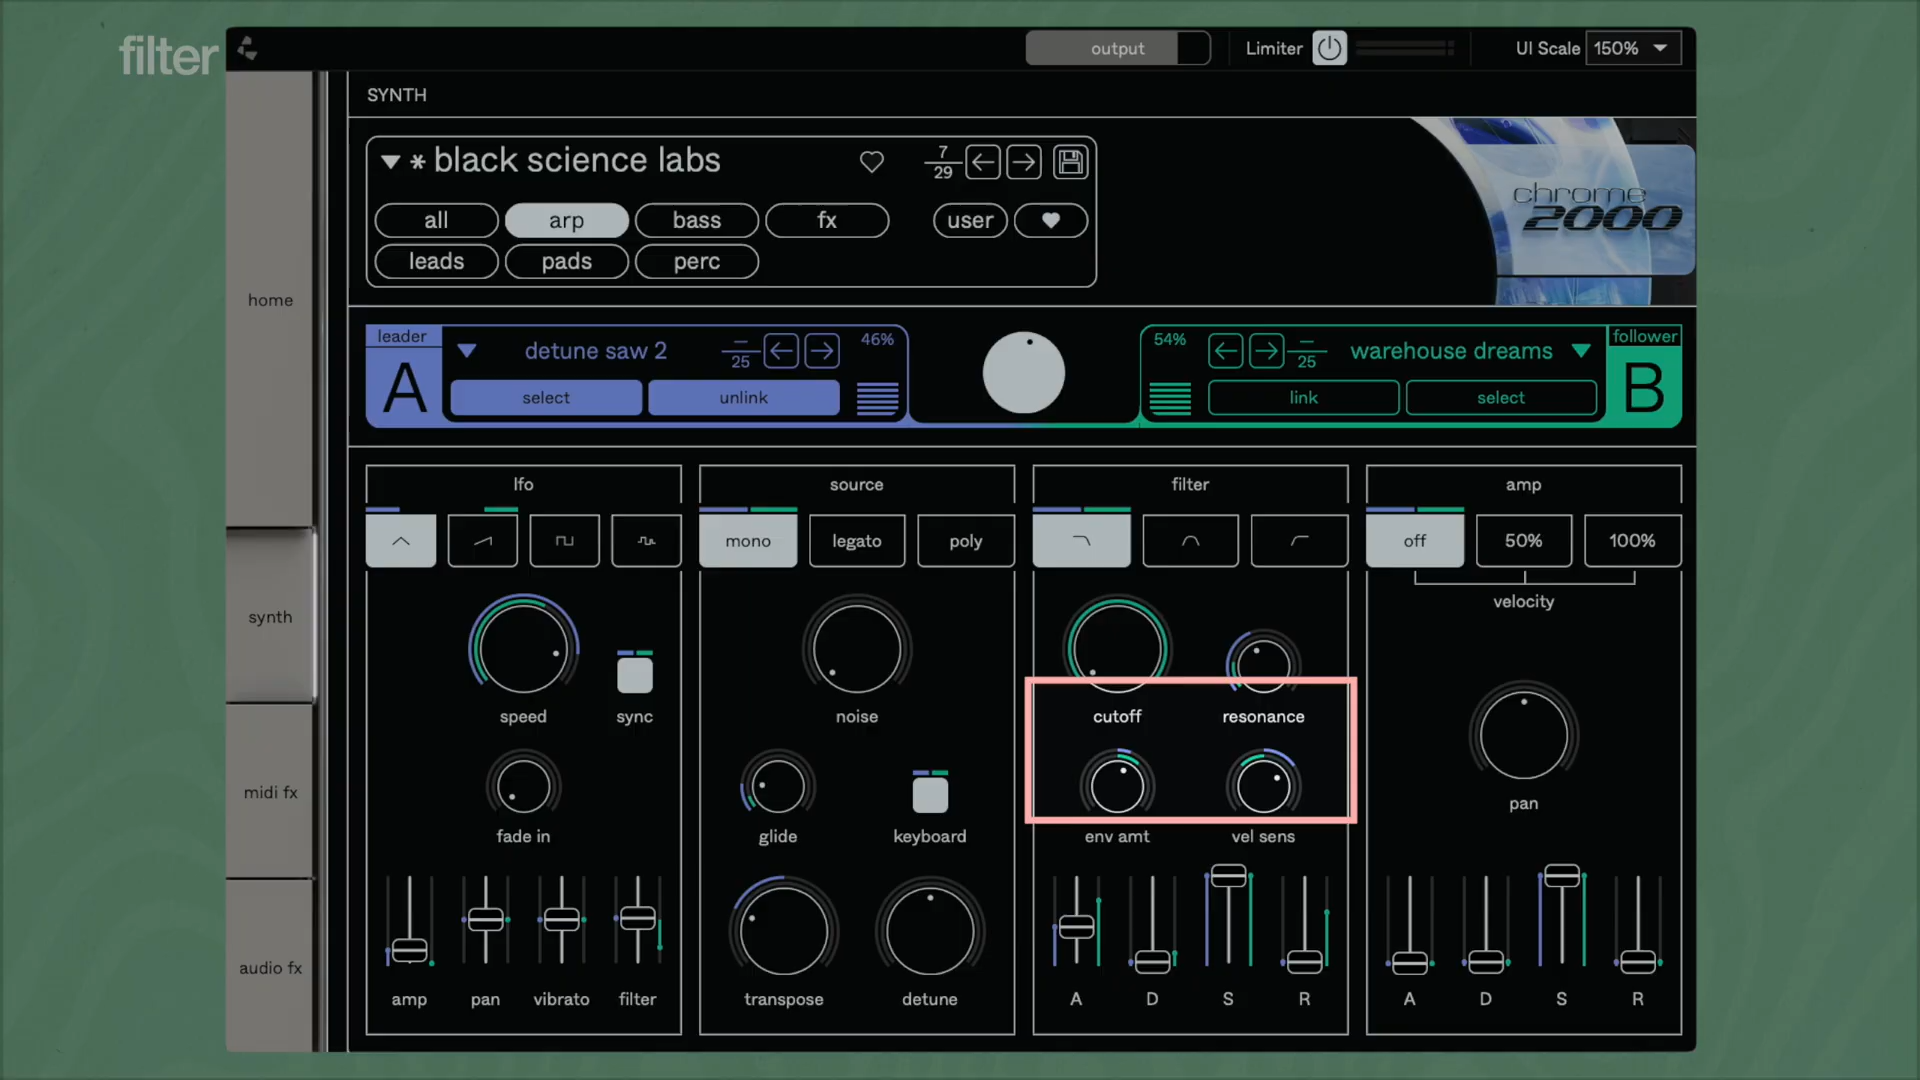 filter
output
Limiter
UI Scale
150%
SYNTH
* black science labs
7
29
all
arp
bass
fx
user
leads
pads
perc
chrome
2000
leader
A
detune saw 2
25
46%
select
unlink
54%
25
warehouse dreams
follower
B
link
select
home
synth
midi fx
audio fx
lfo
source
filter
amp
mono
legato
poly
off
50%
100%
velocity
speed
sync
noise
cutoff
resonance
fade in
glide
keyboard
env amt
vel sens
pan
amp
pan
vibrato
filter
transpose
detune
A
D
S
R
A
D
S
R